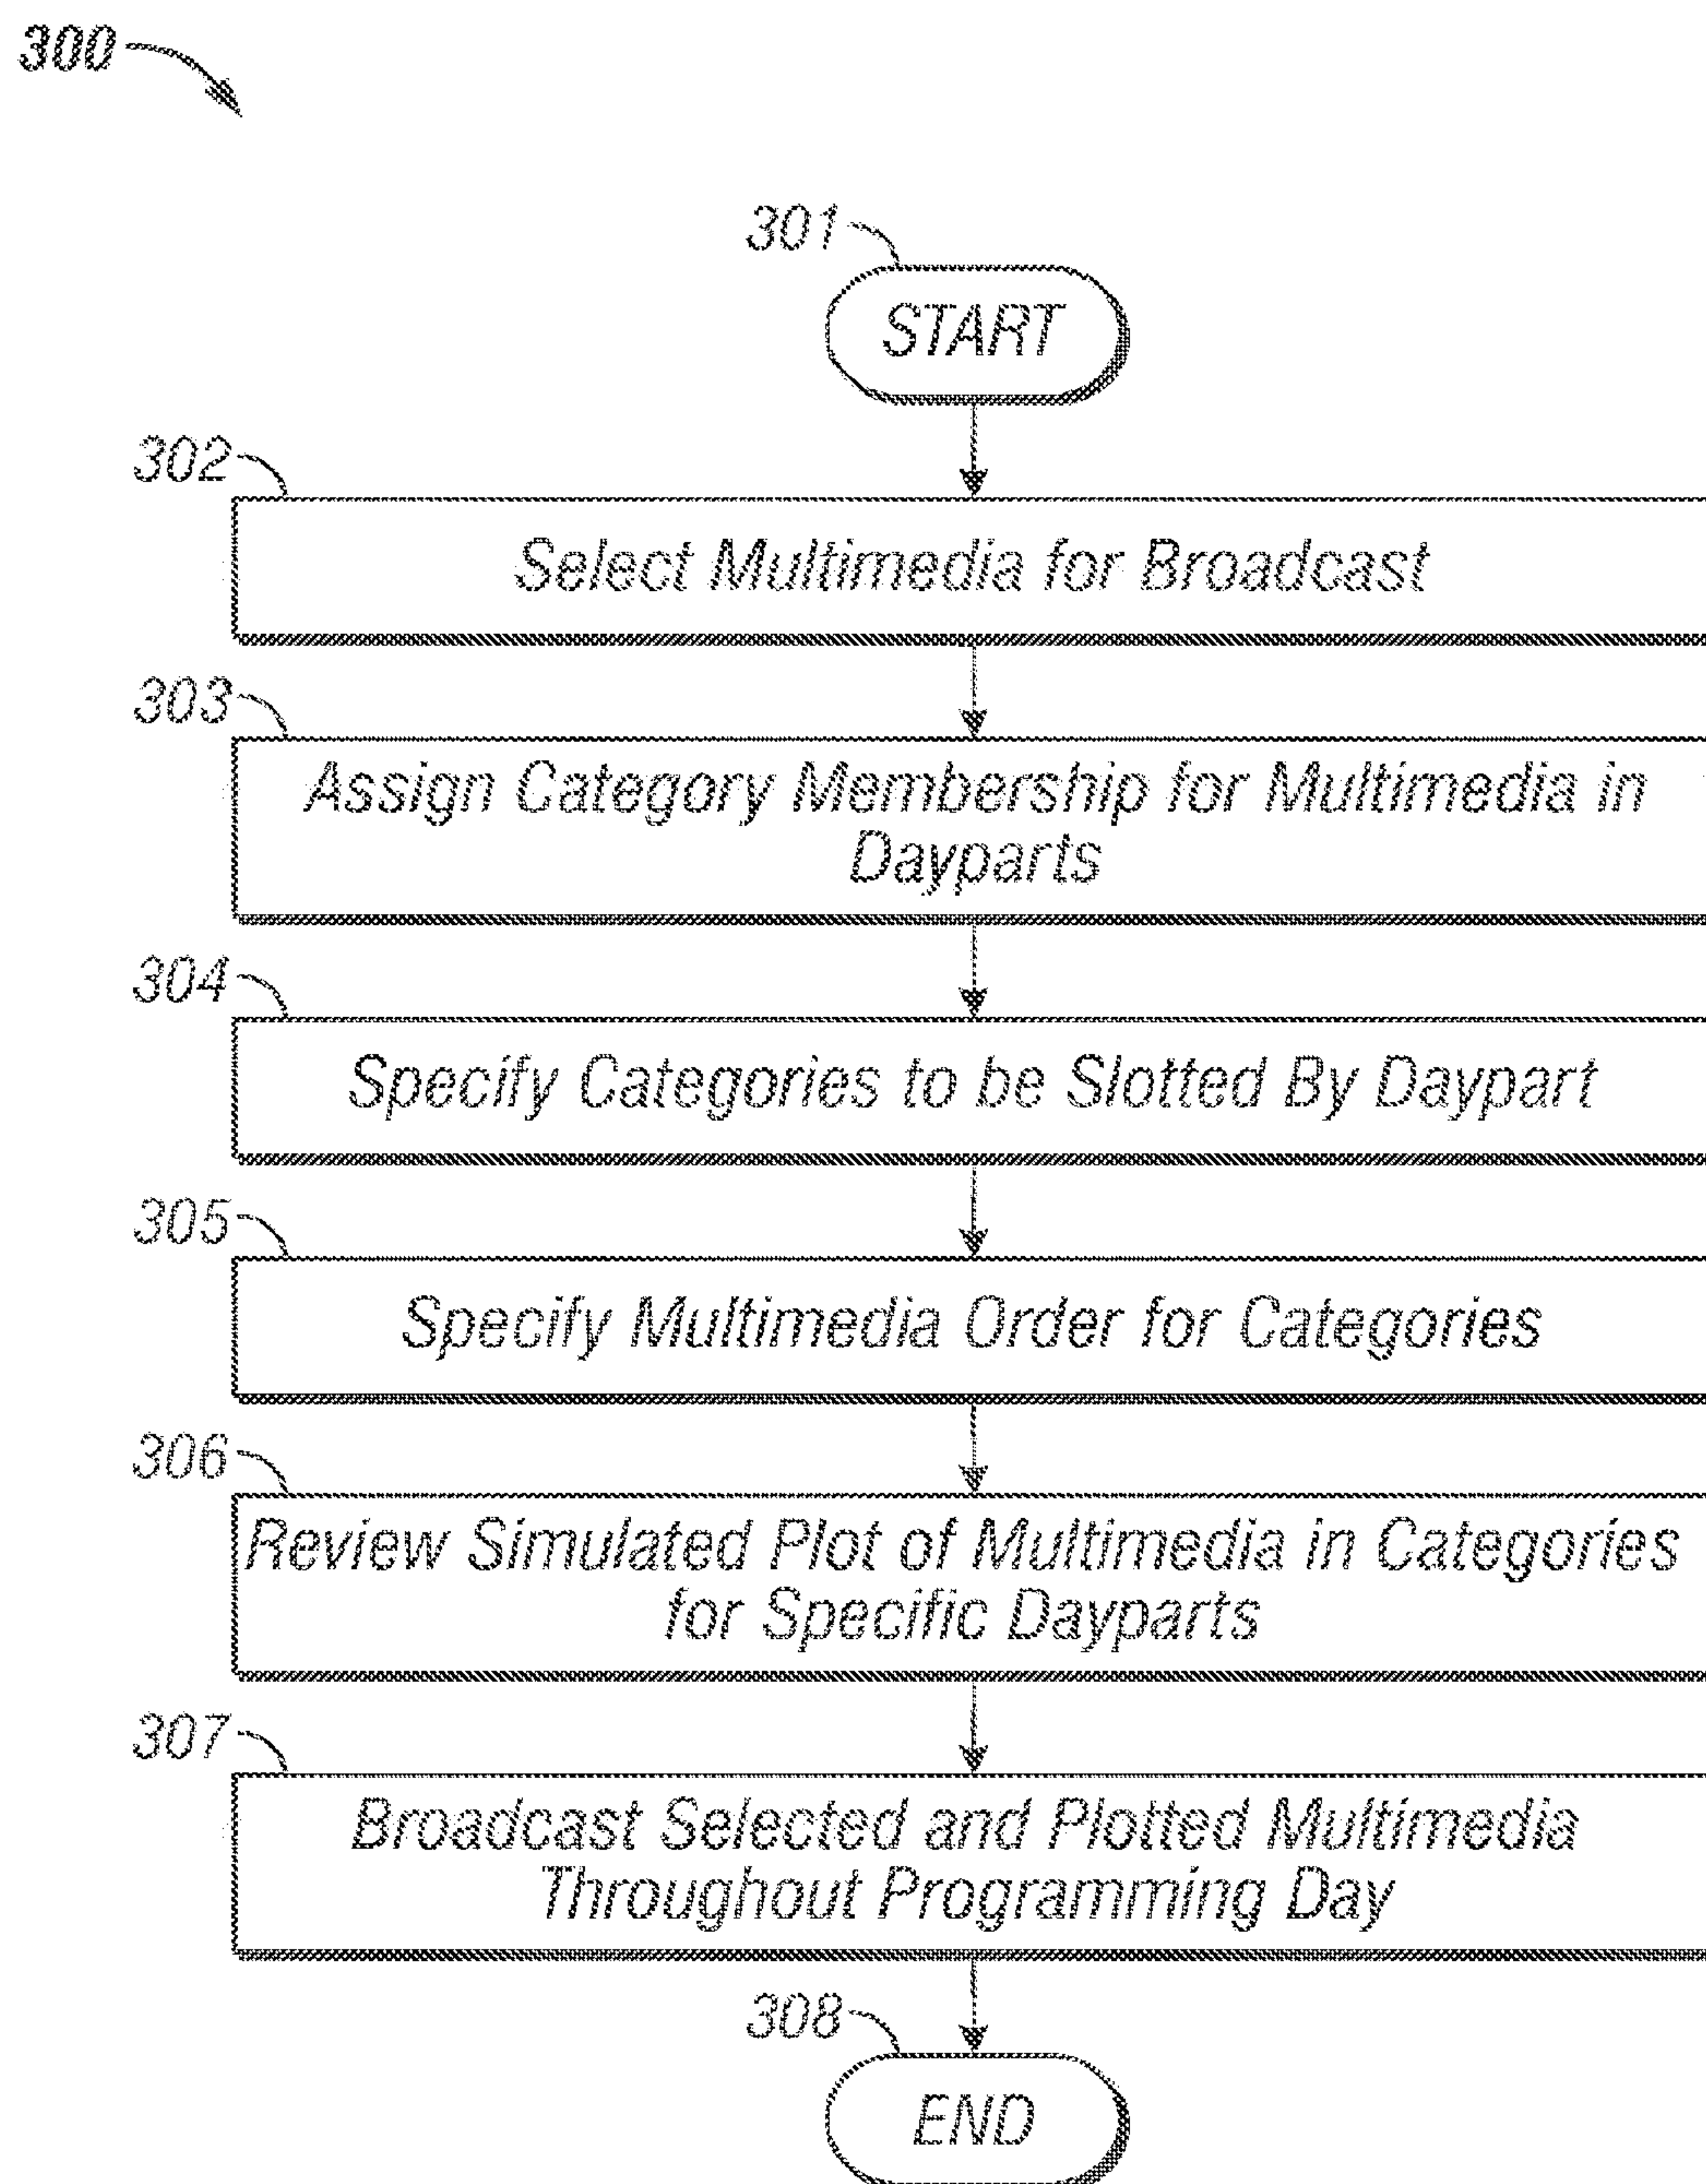 300
301
START
302
Select Multimedia for Broadcast
303
Assign Category Membership for Multimedia in
Dayparts
304
Specify Categories to be Slotted By Daypart
305
Specify Multimedia Order for Categories
306
Review Simulated Plot of Multimedia in Categories
for Specific Dayparts
307
Broadcast Selected and Plotted Multimedia
Throughout Programming Day
308
END